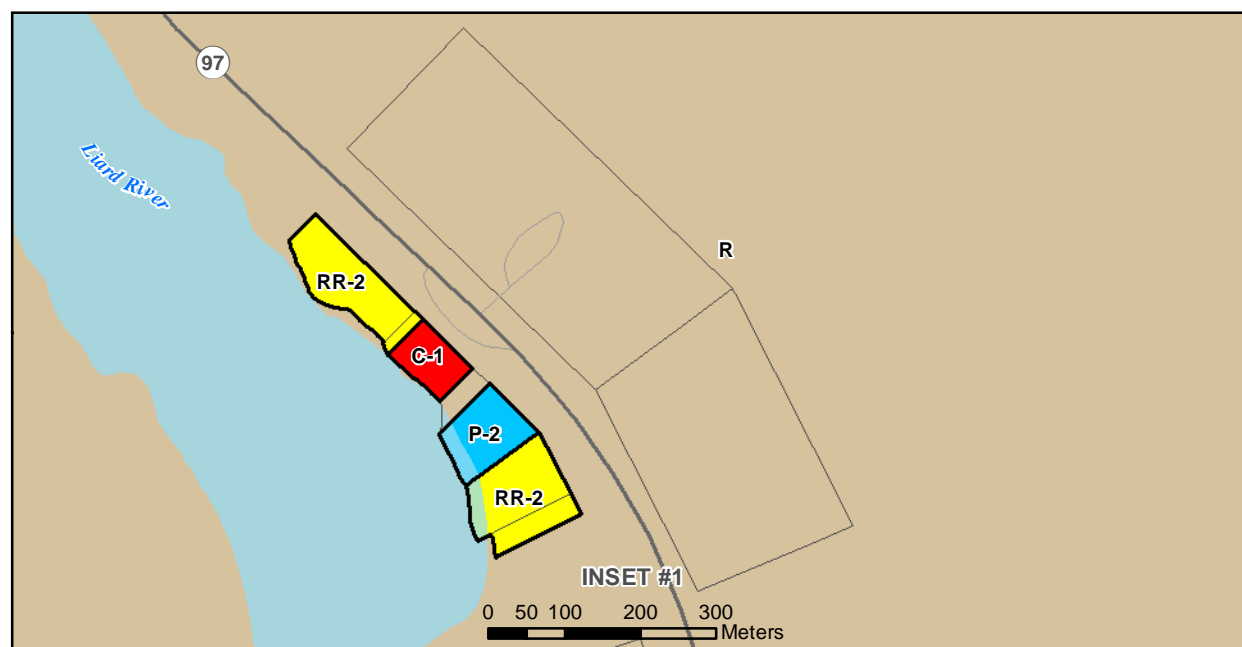 97
Liard River
R
RR-2
C-1
P-2
RR-2
INSET #1
0 50 100 200 300
Meters